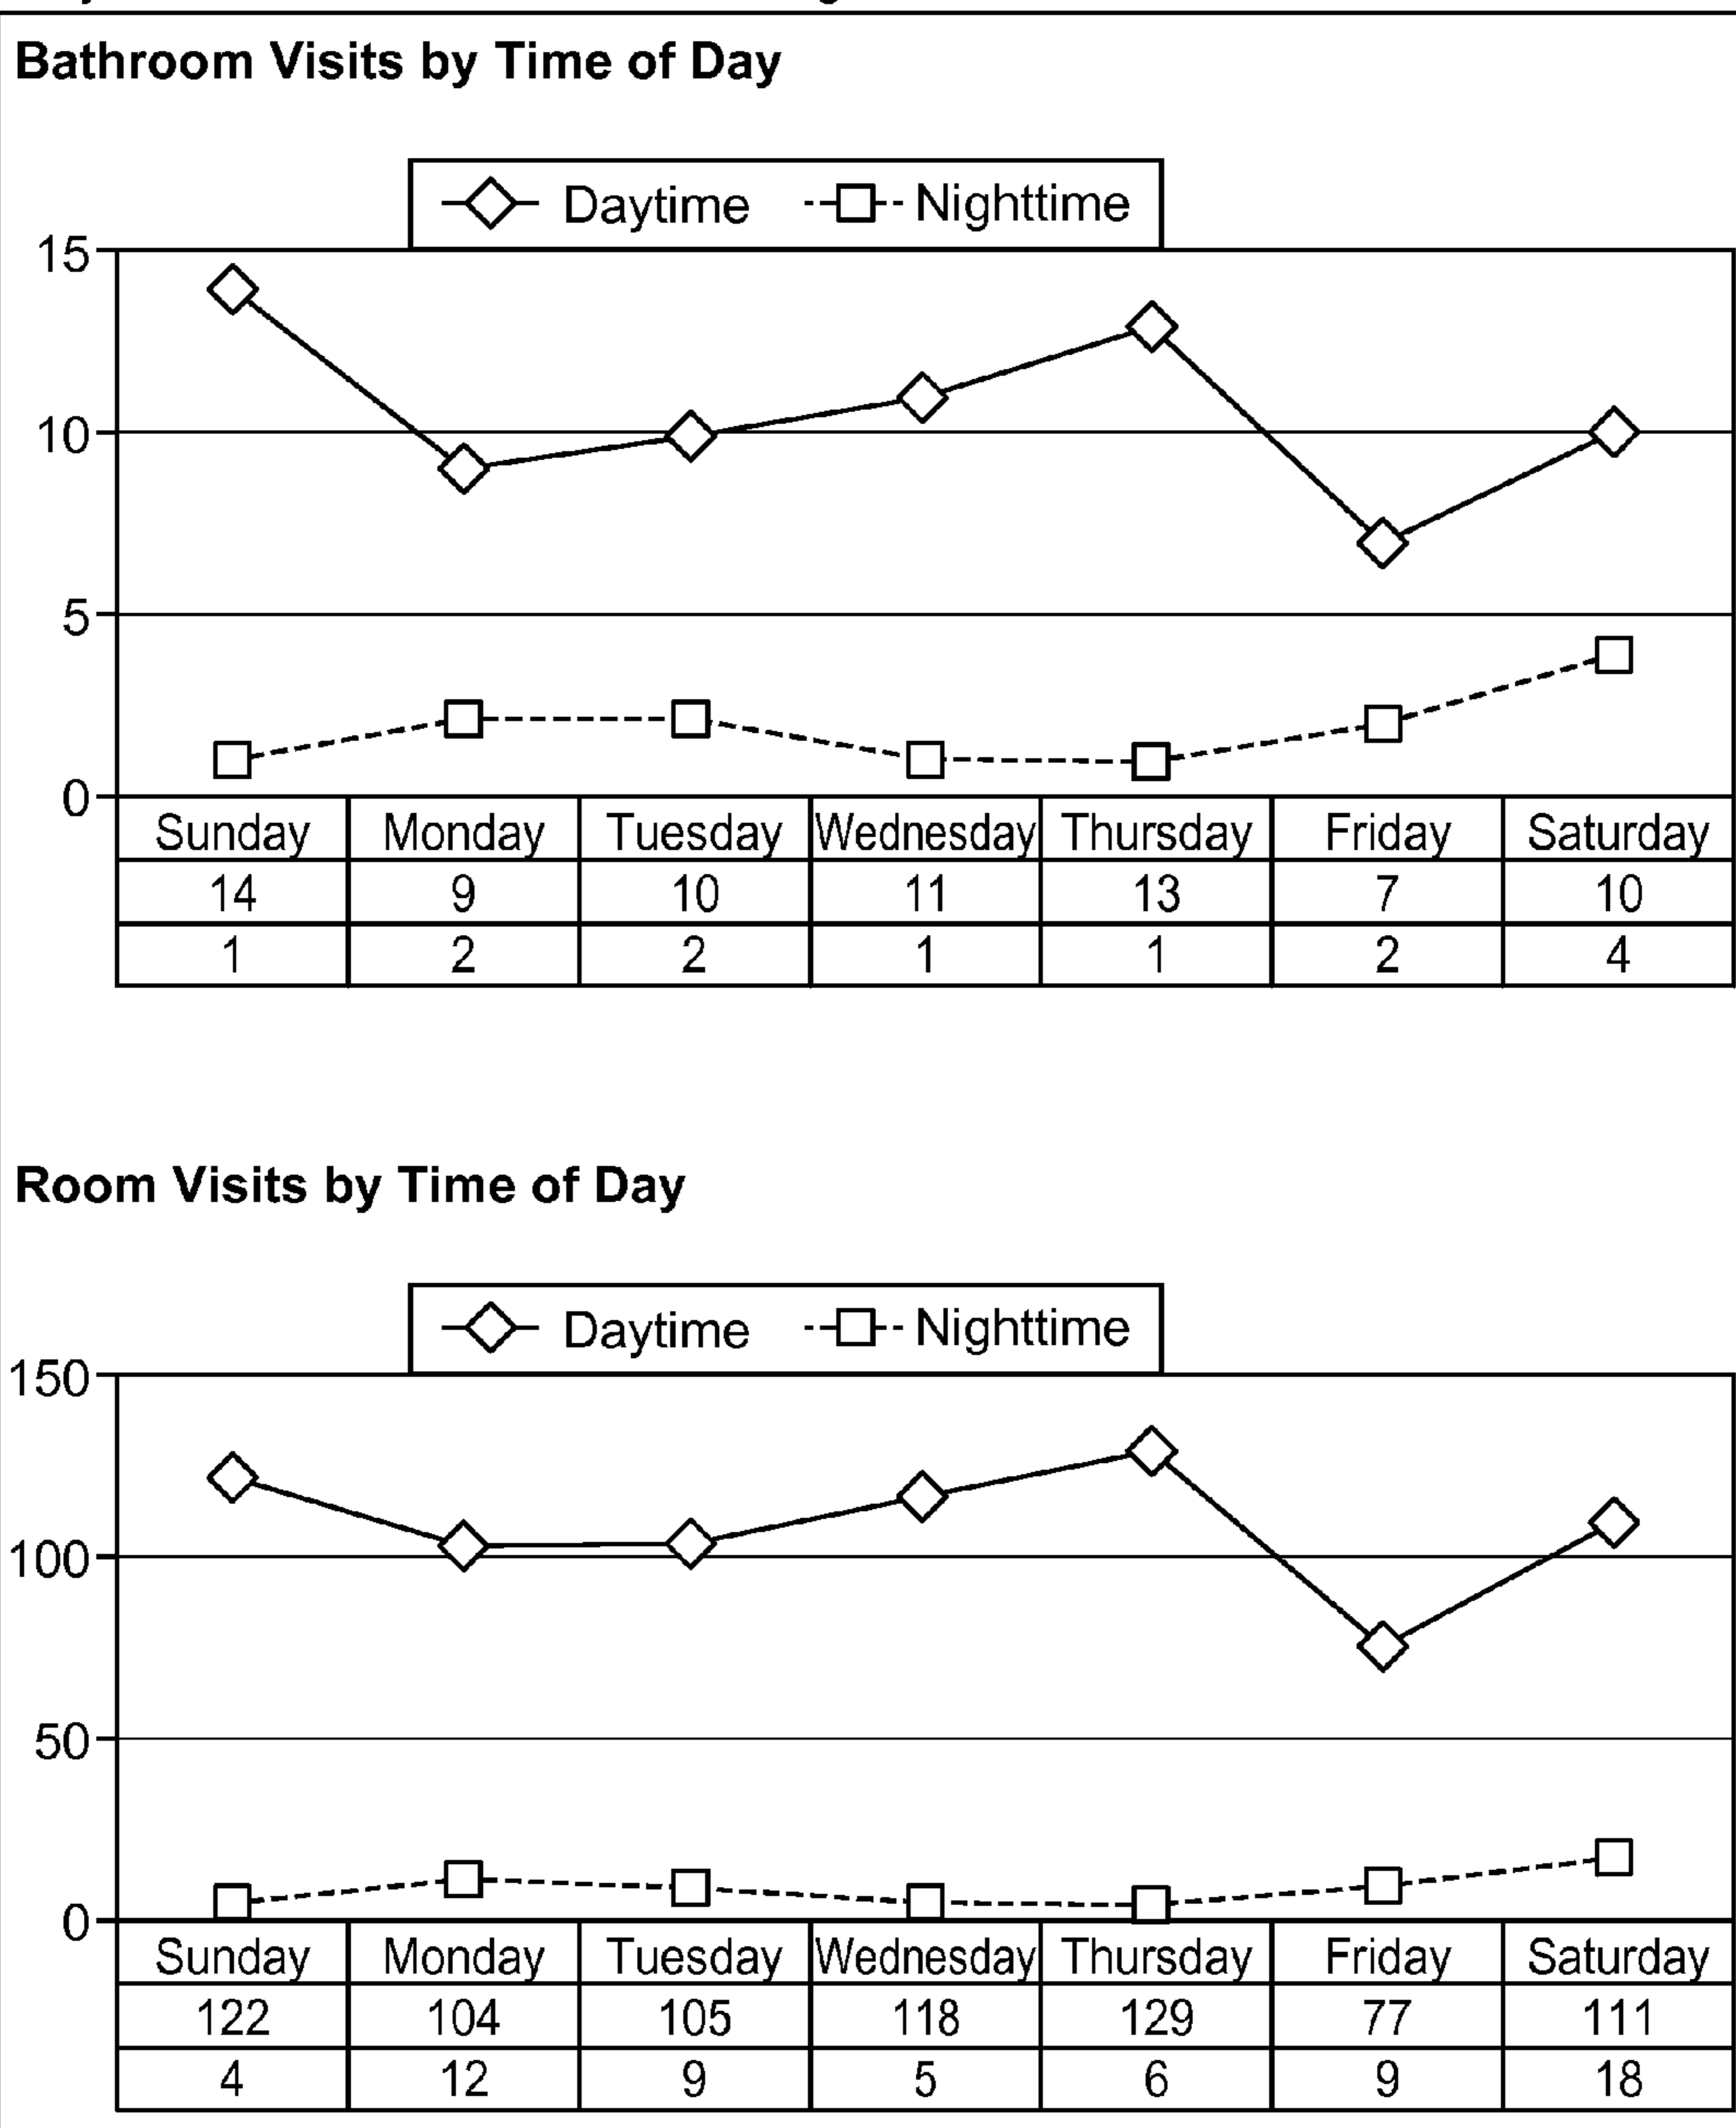 Bathroom Visits by Time of Day
Daytime Nighttime
15
10
5
0
Sunday Monday Tuesday Wednesday Thursday Friday Saturday
14 9 10 11 13 7 10
1 2 2 1 1 2 4
Room Visits by Time of Day
Daytime Nighttime
150
100
50
0
Sunday Monday Tuesday Wednesday Thursday Friday Saturday
122 104 105 118 129 77 111
4 12 9 5 6 9 18